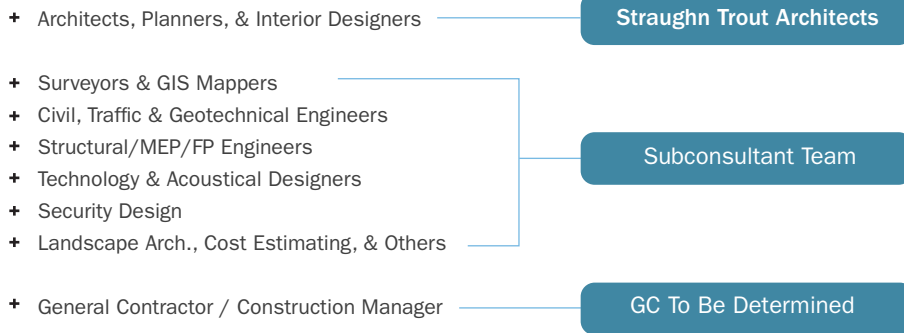 + Architects, Planners, & Interior Designers
Straughn Trout Architects
+ Surveyors & GIS Mappers
+ Civil, Traffic & Geotechnical Engineers
+ Structural/MEP/FP Engineers
+ Technology & Acoustical Designers
+ Security Design
+ Landscape Arch., Cost Estimating, & Others
Subconsultant Team
+ General Contractor / Construction Manager
GC To Be Determined